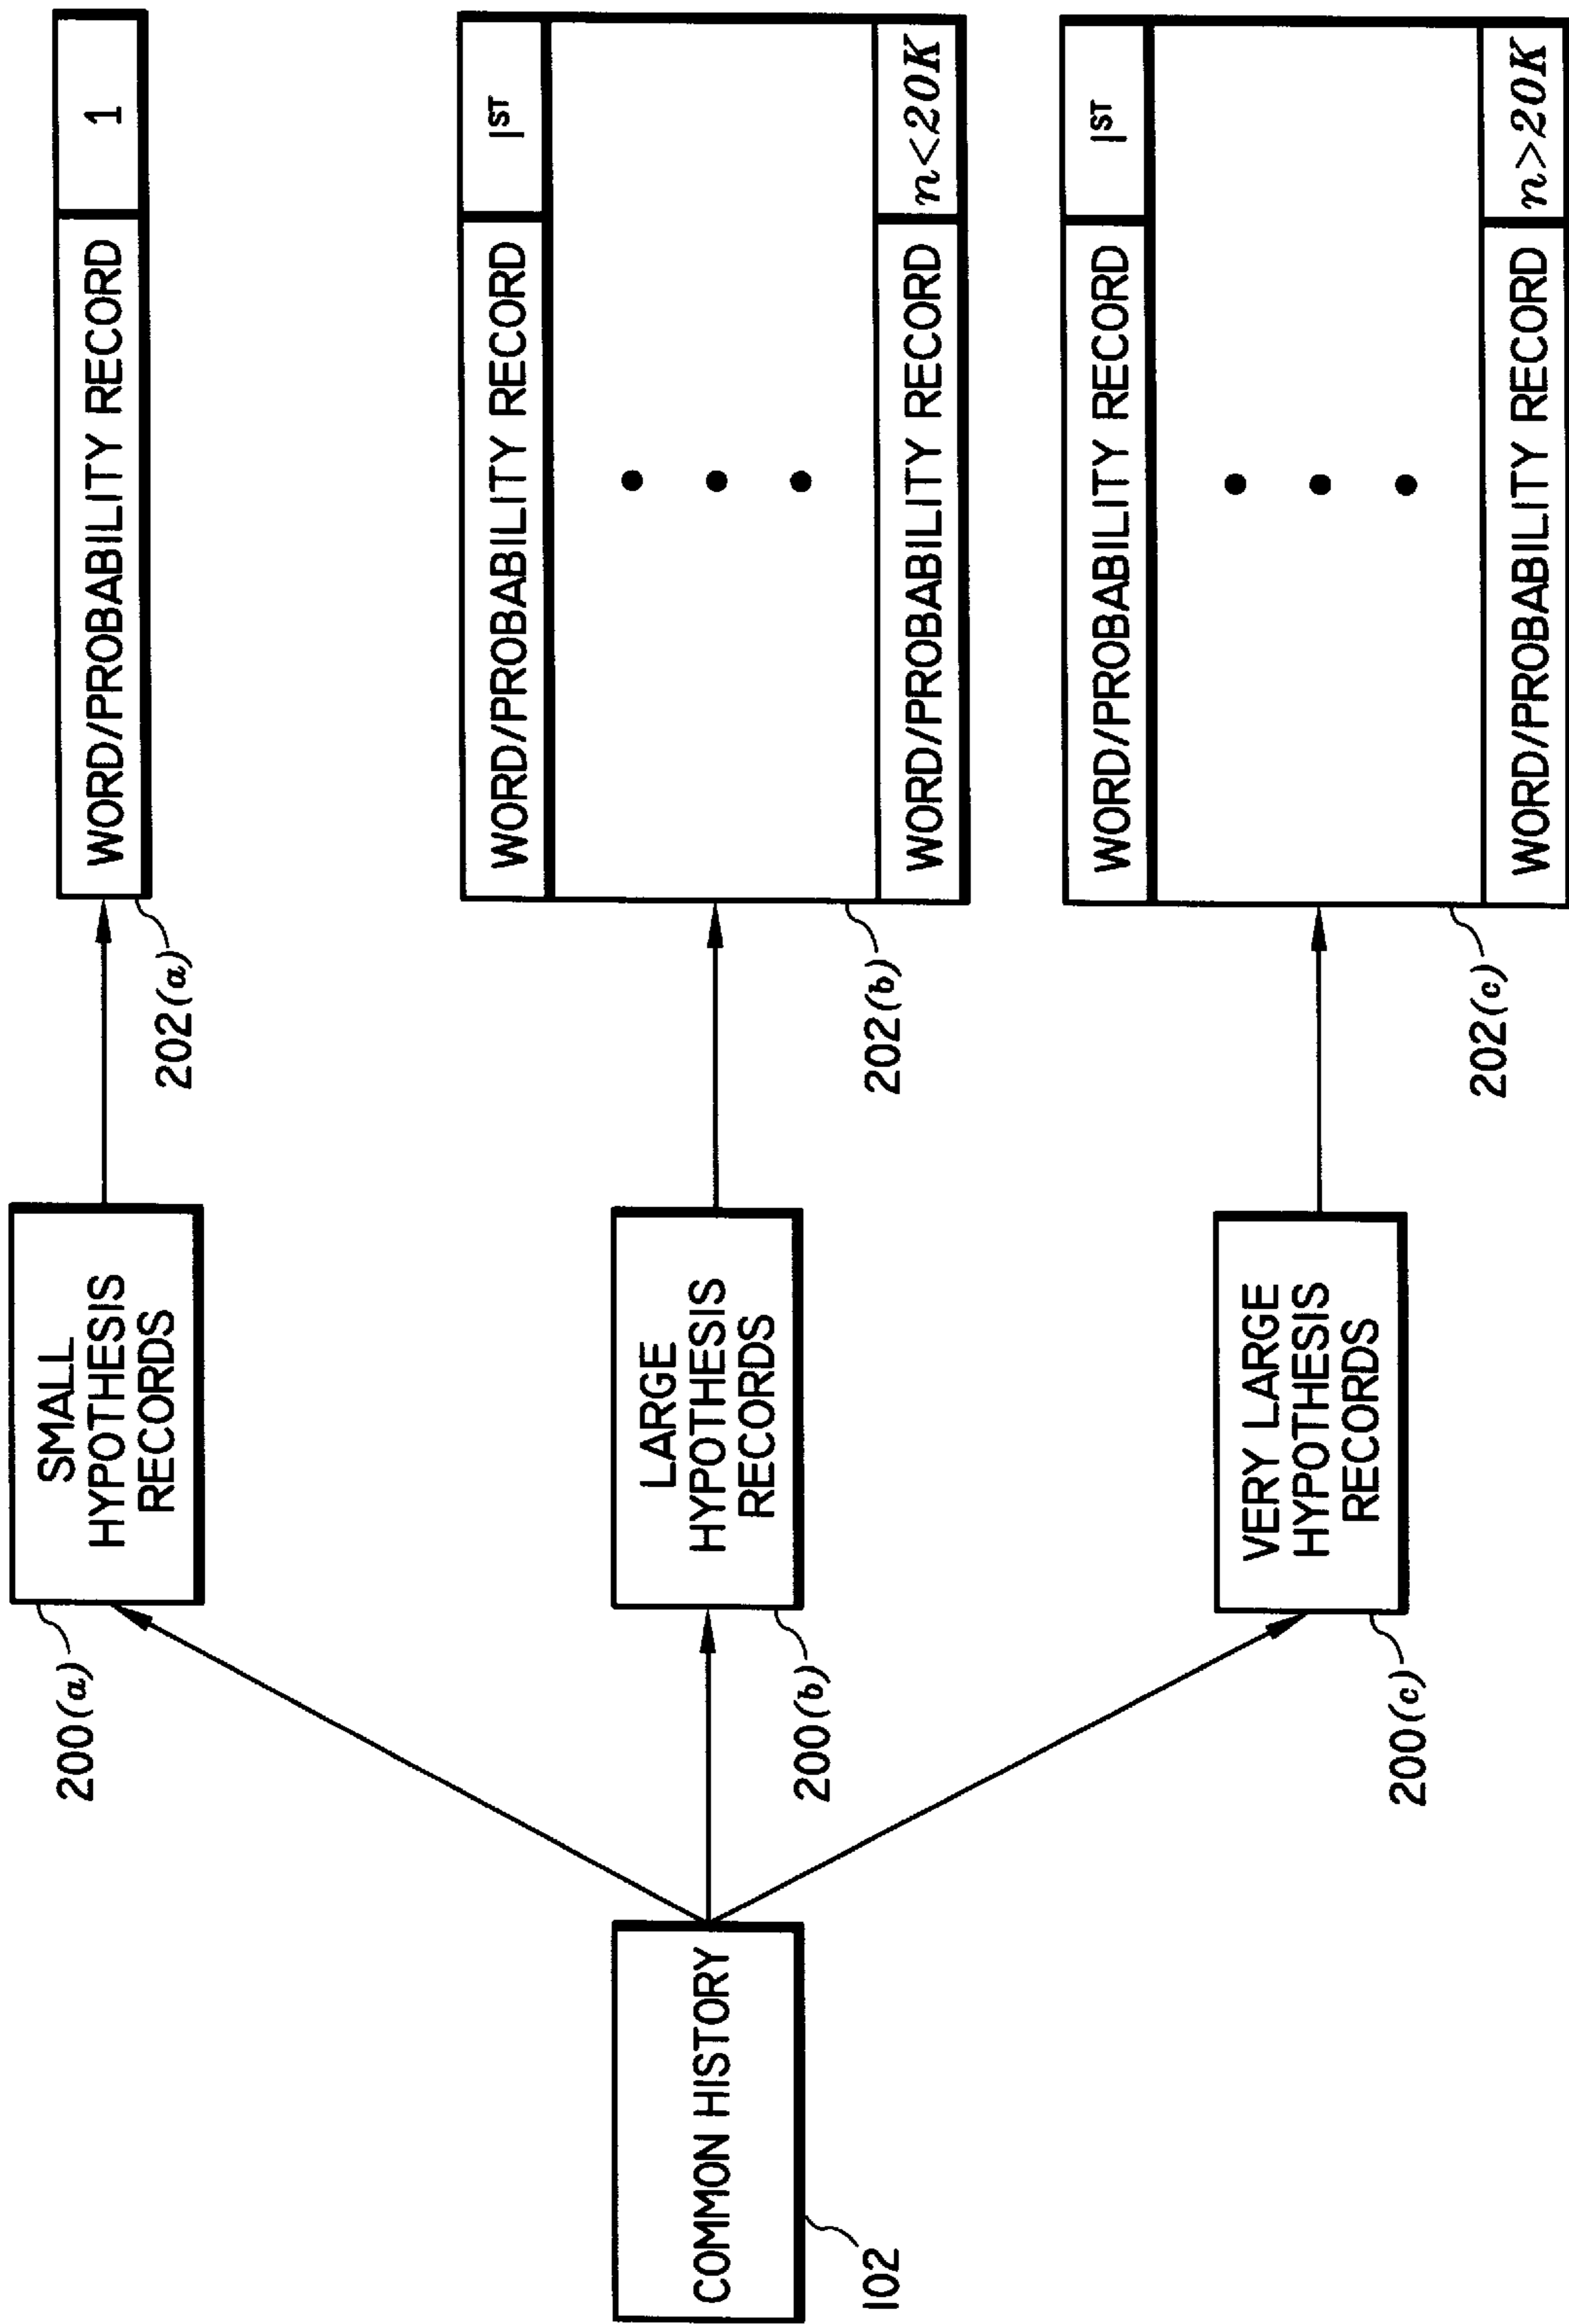 COMMON HISTORY
102
200(a)
SMALL
HYPOTHESIS
RECORDS
202(a)
WORD/PROBABILITY RECORD 1
200(b)
LARGE
HYPOTHESIS
RECORDS
202(b)
WORD/PROBABILITY RECORD 1ST
WORD/PROBABILITY RECORD n<20K
200(c)
VERY LARGE
HYPOTHESIS
RECORDS
202(c)
WORD/PROBABILITY RECORD 1ST
WORD/PROBABILITY RECORD n>20K